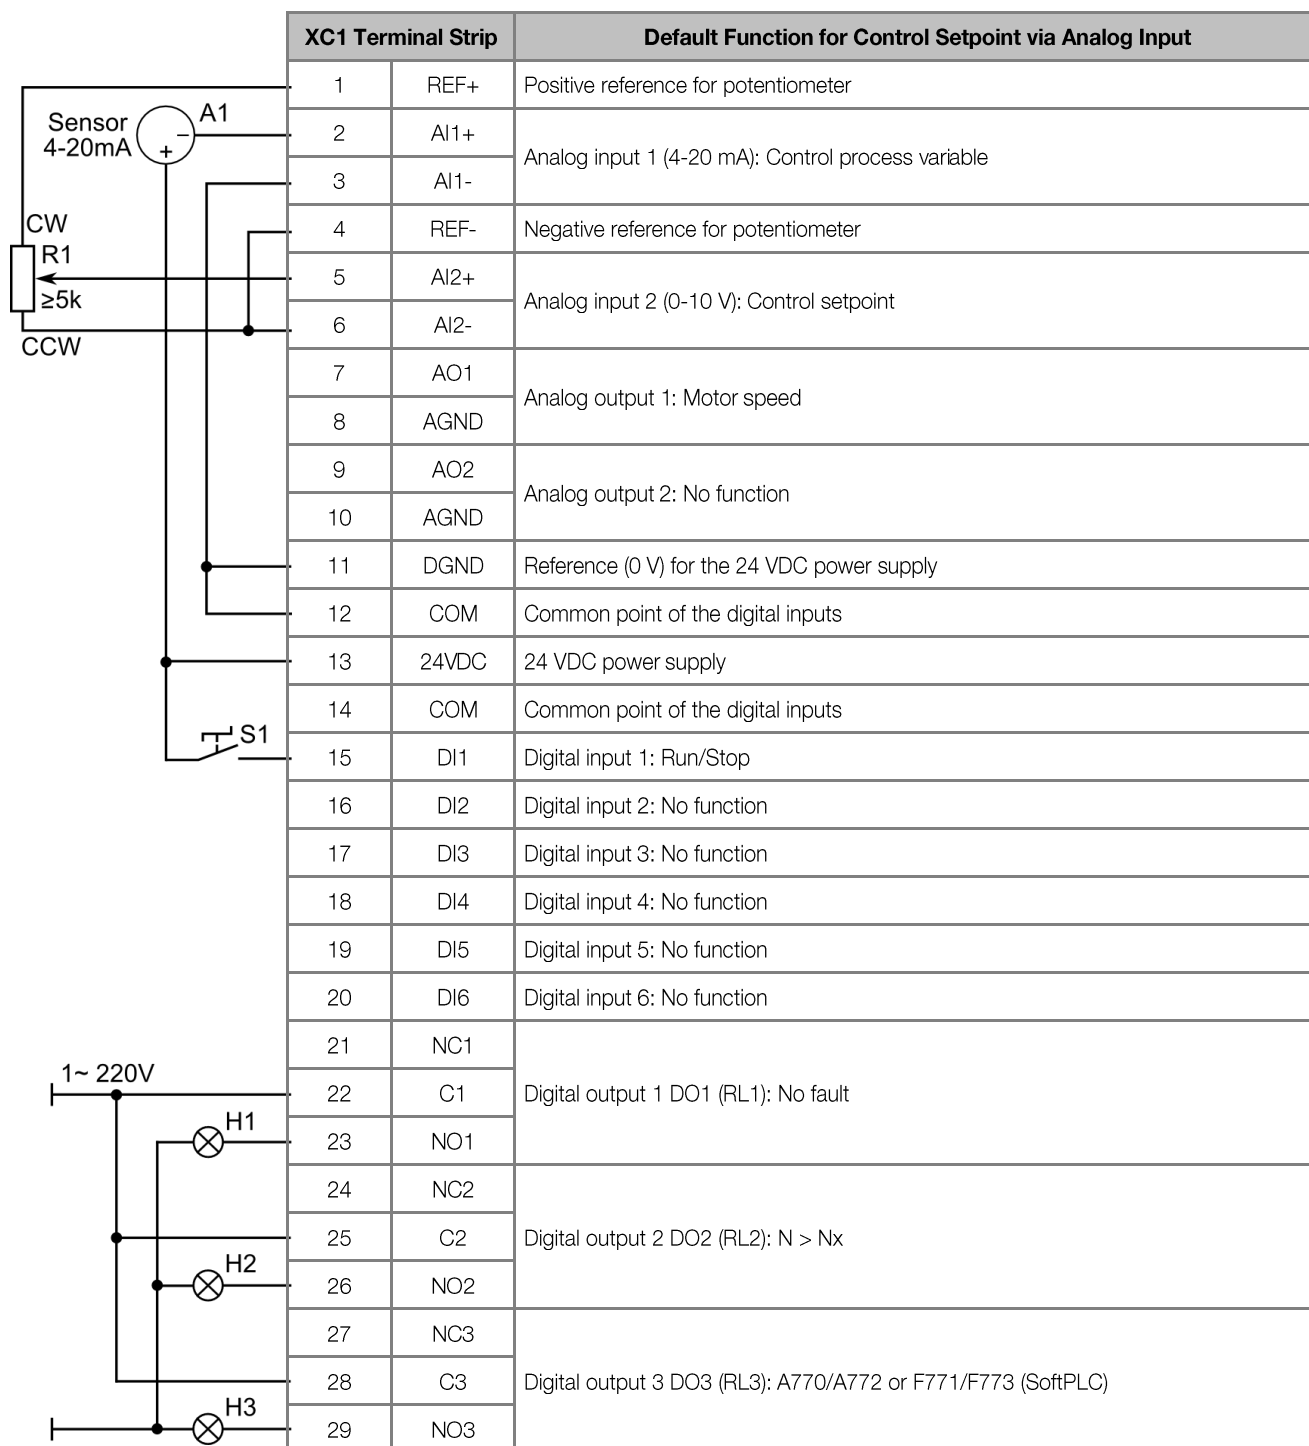 XC1 Terminal Strip Default Function for Control Setpoint via Analog Input
1 REF+ Positive reference for potentiometer
A1
Sensor
4-20mA
−
+
2 AI1+
Analog input 1 (4-20 mA): Control process variable
3 AI1-
CW
4 REF- Negative reference for potentiometer
R1
5 AI2+
≥5k
Analog input 2 (0-10 V): Control setpoint
6 AI2-
CCW
7 AO1
Analog output 1: Motor speed
8 AGND
9 AO2
Analog output 2: No function
10 AGND
11 DGND Reference (0 V) for the 24 VDC power supply
12 COM Common point of the digital inputs
13 24VDC 24 VDC power supply
14 COM Common point of the digital inputs
S1
15 DI1 Digital input 1: Run/Stop
16 DI2 Digital input 2: No function
17 DI3 Digital input 3: No function
18 DI4 Digital input 4: No function
19 DI5 Digital input 5: No function
20 DI6 Digital input 6: No function
21 NC1
1~ 220V
22 C1 Digital output 1 DO1 (RL1): No fault
H1
23 NO1
24 NC2
25 C2 Digital output 2 DO2 (RL2): N > Nx
H2
26 NO2
27 NC3
28 C3 Digital output 3 DO3 (RL3): A770/A772 or F771/F773 (SoftPLC)
H3
29 NO3